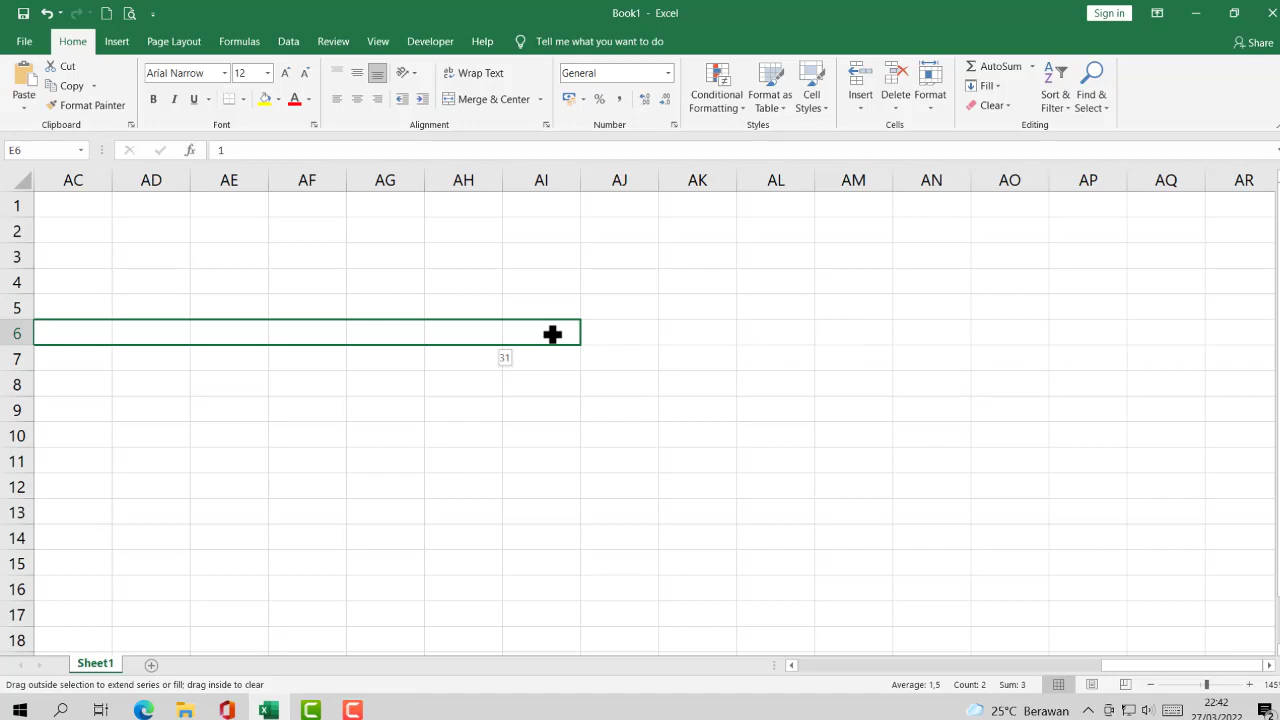 Book1 - Excel
Sign in
File Home Insert Page Layout Formulas Data Review View Developer Help Tell me what you want to do
Share
Paste
Cut
Copy
Format Painter
Clipboard
Arial Narrow 12
B I U
Font
Wrap Text
Merge & Center
Alignment
General
Number
Conditional Formatting
Format as Table
Cell Styles
Styles
Insert
Delete
Format
Cells
AutoSum
Fill
Clear
Sort & Filter
Find & Select
Editing
E6 fx 1
AC AD AE AF AG AH AI AJ AK AL AM AN AO AP AQ AR
1
2
3
4
5
6
7
31
8
9
10
11
12
13
14
15
16
17
18
Sheet1
Drag outside selection to extend series or fill; drag inside to clear
Average: 1,5 Count: 2 Sum: 3
145
25°C Berawan
22:42
27/03/2022